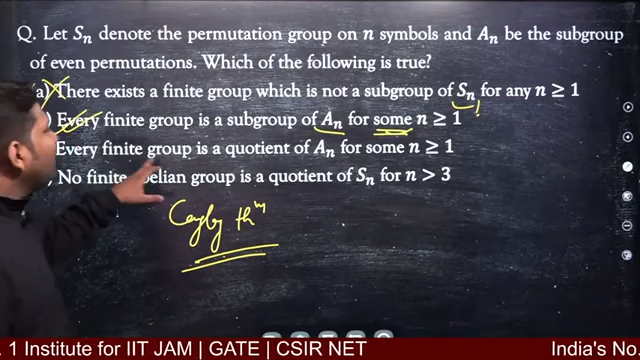 Q. Let Sₙ denote the permutation group on n symbols and Aₙ be the subgroup
of even permutations. Which of the following is true?
(a) There exists a finite group which is not a subgroup of Sₙ for any n ≥ 1
) Every finite group is a subgroup of Aₙ for some n ≥ 1 !
Every finite group is a quotient of Aₙ for some n ≥ 1
No finite belian group is a quotient of Sₙ for n > 3
Cayley thᵐ
. 1 Institute for IIT JAM | GATE | CSIR NET India's No.